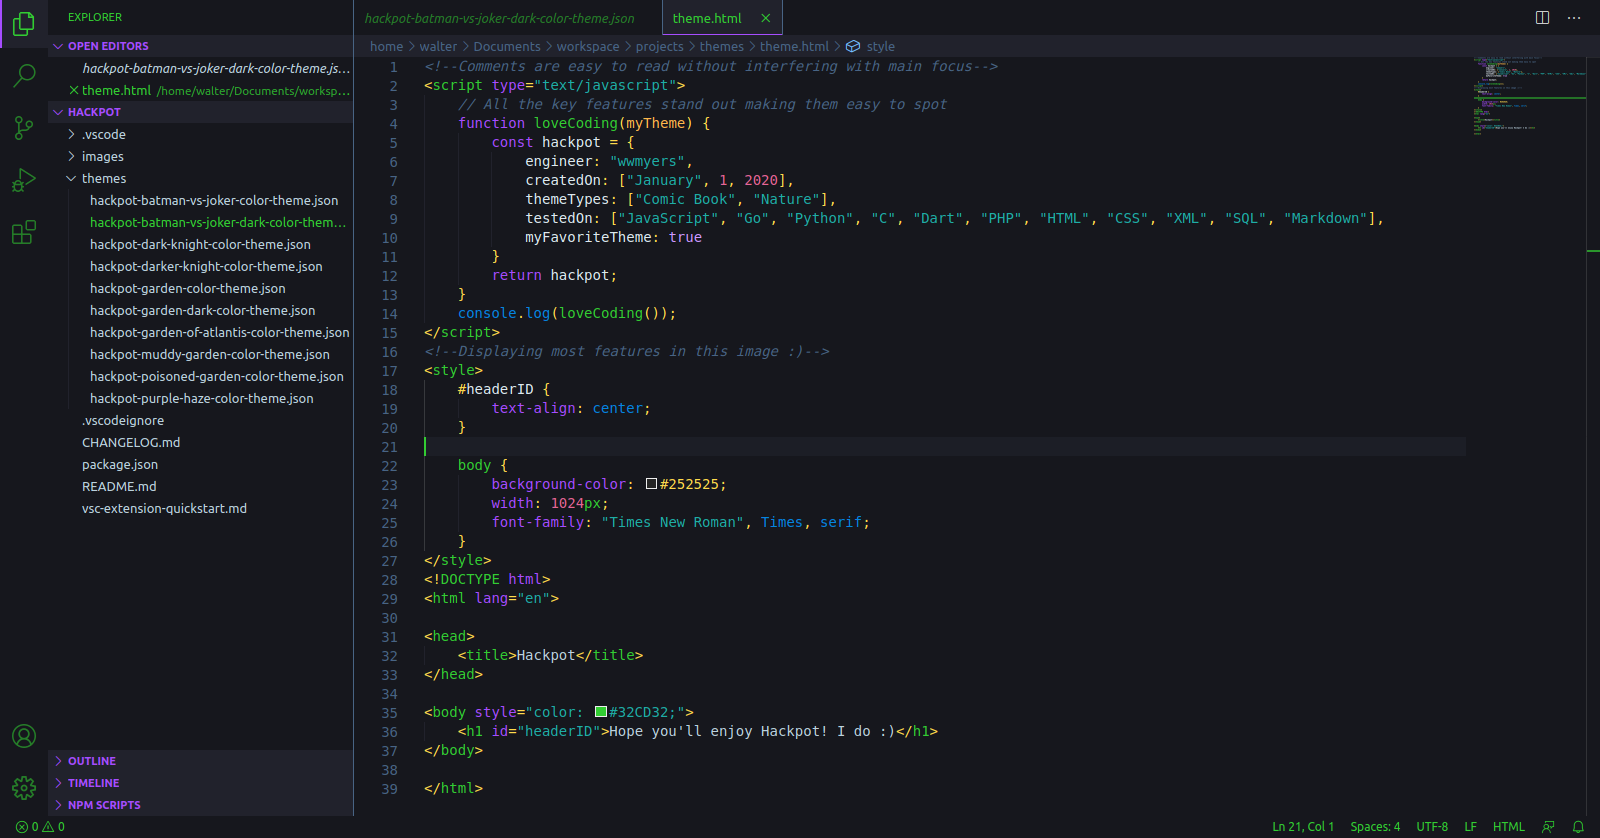 EXPLORER
OPEN EDITORS
hackpot-batman-vs-joker-dark-color-theme.js...
theme.html /home/walter/Documents/worksp...
HACKPOT
.vscode
images
themes
hackpot-batman-vs-joker-color-theme.json
hackpot-batman-vs-joker-dark-color-them...
hackpot-dark-knight-color-theme.json
hackpot-darker-knight-color-theme.json
hackpot-garden-color-theme.json
hackpot-garden-dark-color-theme.json
hackpot-garden-of-atlantis-color-theme.json
hackpot-muddy-garden-color-theme.json
hackpot-poisoned-garden-color-theme.json
hackpot-purple-haze-color-theme.json
.vscodeignore
CHANGELOG.md
package.json
README.md
vsc-extension-quickstart.md
OUTLINE
TIMELINE
NPM SCRIPTS
hackpot-batman-vs-joker-dark-color-theme.json theme.html
home > walter > Documents > workspace > projects > themes > theme.html > style
1 <!--Comments are easy to read without interfering with main focus-->
2 <script type="text/javascript">
3     // All the key features stand out making them easy to spot
4     function loveCoding(myTheme) {
5         const hackpot = {
6             engineer: "wwmyers",
7             createdOn: ["January", 1, 2020],
8             themeTypes: ["Comic Book", "Nature"],
9             testedOn: ["JavaScript", "Go", "Python", "C", "Dart", "PHP", "HTML", "CSS", "XML", "SQL", "Markdown"],
10             myFavoriteTheme: true
11         }
12         return hackpot;
13     }
14     console.log(loveCoding());
15 </script>
16 <!--Displaying most features in this image :)-->
17 <style>
18     #headerID {
19         text-align: center;
20     }
21
22     body {
23         background-color: #252525;
24         width: 1024px;
25         font-family: "Times New Roman", Times, serif;
26     }
27 </style>
28 <!DOCTYPE html>
29 <html lang="en">
30
31 <head>
32     <title>Hackpot</title>
33 </head>
34
35 <body style="color: #32CD32;">
36     <h1 id="headerID">Hope you'll enjoy Hackpot! I do :)</h1>
37 </body>
38
39 </html>
0 0 Ln 21, Col 1 Spaces: 4 UTF-8 LF HTML